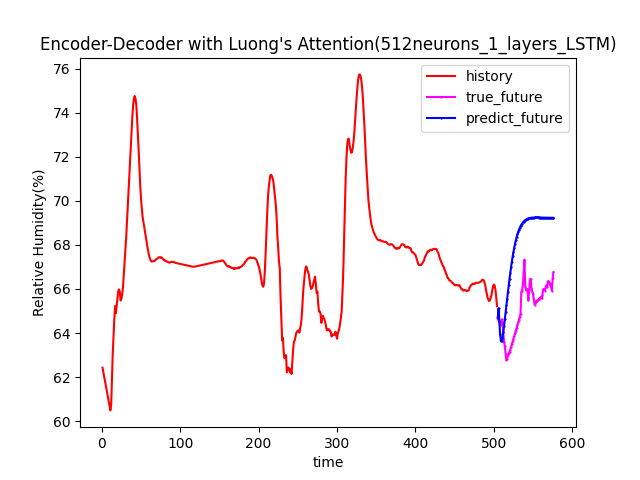 Encoder-Decoder with Luong's Attention(512neurons_1_layers_LSTM)
history
true_future
predict_future
Relative Humidity(%)
76
74
72
70
68
66
64
62
60
0 100 200 300 400 500 600
time